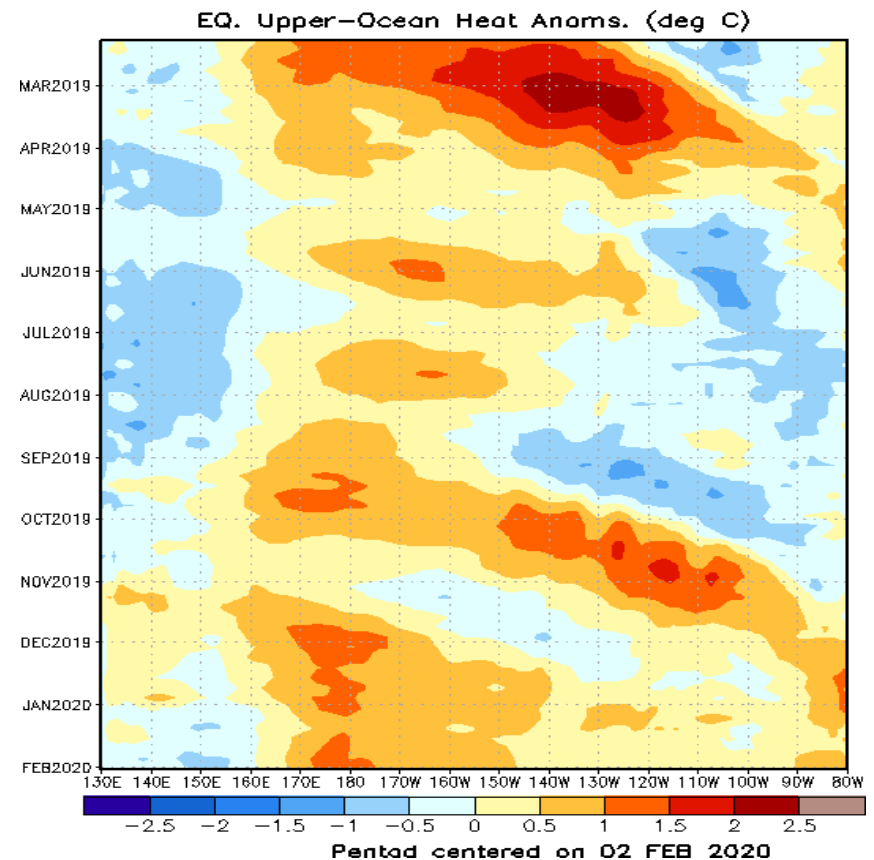 EQ. Upper-Ocean Heat Anoms. (deg C)
MAR2019
APR2019
MAY2019
JUN2019
JUL2019
AUG2019
SEP2019
OCT2019
NOV2019
DEC2019
JAN2020
FEB2020
130E 140E 150E 160E 170E 180 170W 160W 150W 140W 130W 120W 110W 100W 90W 80W
-2.5 -2 -1.5 -1 -0.5 0 0.5 1 1.5 2 2.5
Pentad centered on 02 FEB 2020